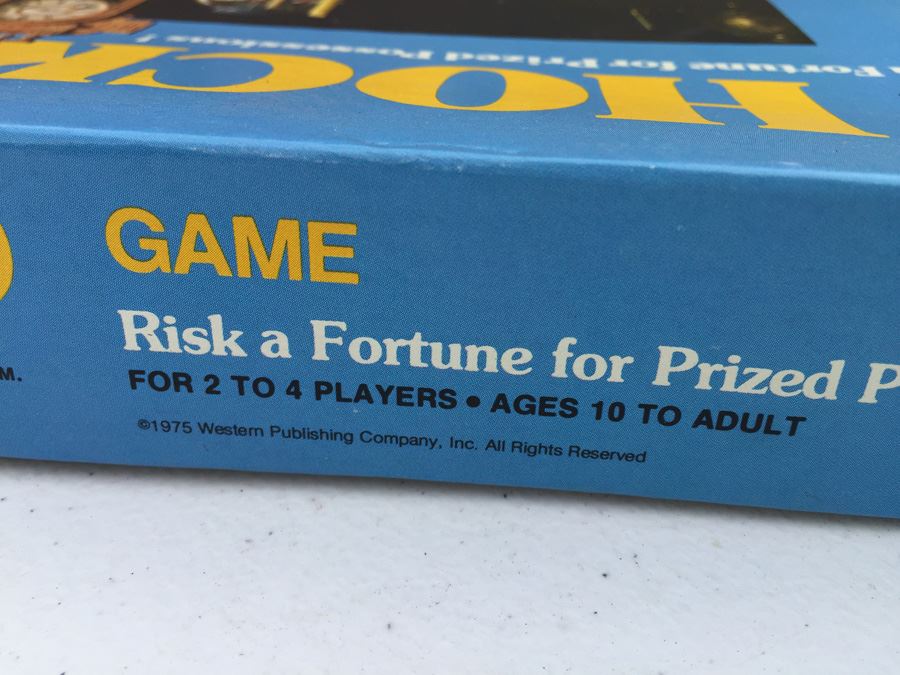 a Fortune for Prized Possessions!
HOCK
GAME
Risk a Fortune for Prized P
FOR 2 TO 4 PLAYERS • AGES 10 TO ADULT
M.
©1975 Western Publishing Company, Inc. All Rights Reserved